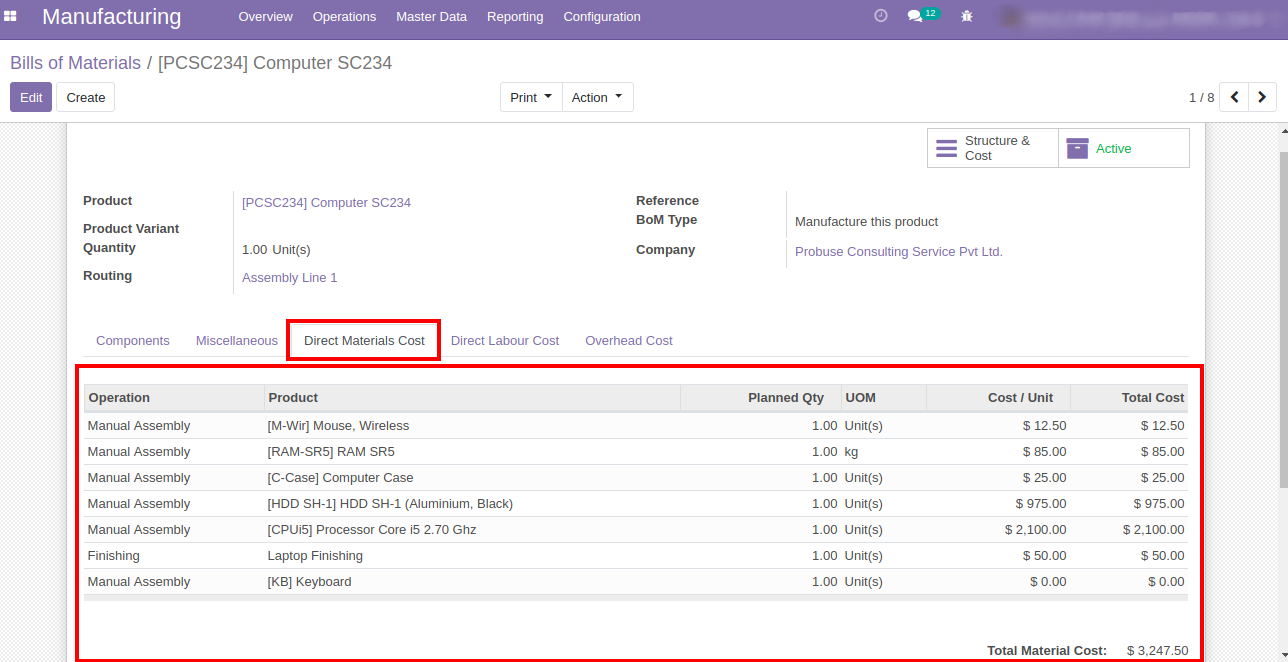 Manufacturing Overview Operations Master Data Reporting Configuration 12
Bills of Materials / [PCSC234] Computer SC234
Edit Create Print Action 1 / 8
Structure & Cost Active
Product [PCSC234] Computer SC234 Reference
Product Variant BoM Type Manufacture this product
Quantity 1.00 Unit(s) Company Probuse Consulting Service Pvt Ltd.
Routing Assembly Line 1
Components Miscellaneous Direct Materials Cost Direct Labour Cost Overhead Cost
Operation Product Planned Qty UOM Cost / Unit Total Cost
Manual Assembly [M-Wir] Mouse, Wireless 1.00 Unit(s) $ 12.50 $ 12.50
Manual Assembly [RAM-SR5] RAM SR5 1.00 kg $ 85.00 $ 85.00
Manual Assembly [C-Case] Computer Case 1.00 Unit(s) $ 25.00 $ 25.00
Manual Assembly [HDD SH-1] HDD SH-1 (Aluminium, Black) 1.00 Unit(s) $ 975.00 $ 975.00
Manual Assembly [CPUi5] Processor Core i5 2.70 Ghz 1.00 Unit(s) $ 2,100.00 $ 2,100.00
Finishing Laptop Finishing 1.00 Unit(s) $ 50.00 $ 50.00
Manual Assembly [KB] Keyboard 1.00 Unit(s) $ 0.00 $ 0.00
Total Material Cost: $ 3,247.50